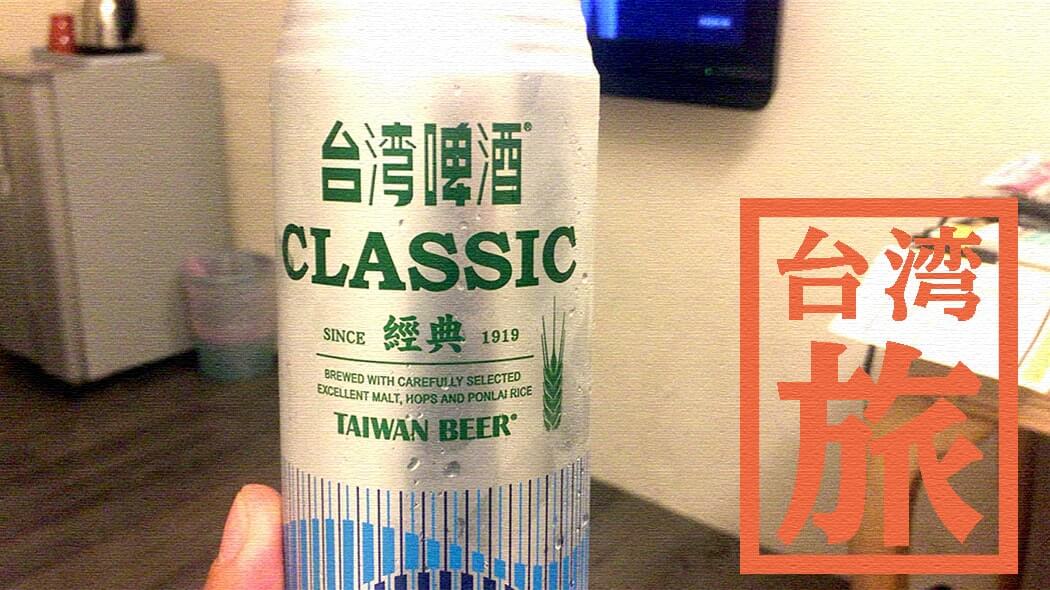 台湾啤酒®
CLASSIC
SINCE 經典 1919
BREWED WITH CAREFULLY SELECTED
EXCELLENT MALT, HOPS AND PONLAI RICE
TAIWAN BEER®
台湾
旅